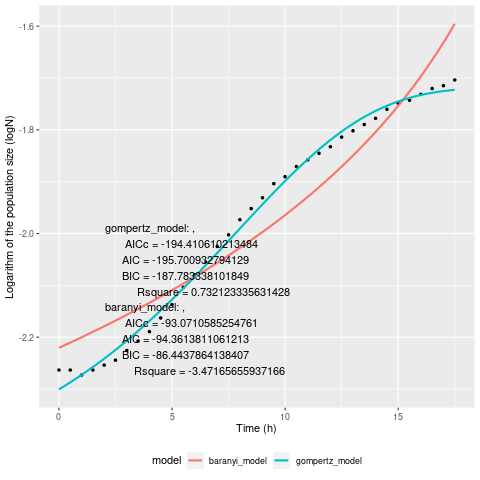 -1.6
-1.8
-2.0
-2.2
Logarithm of the population size (logN)
gompertz_model: ,
AICc = -194.410610213484
AIC = -195.700932794129
BIC = -187.783338101849
Rsquare = 0.732123335631428
baranyi_model: ,
AICc = -93.0710585254761
AIC = -94.3613811061213
BIC = -86.4437864138407
Rsquare = -3.47165655937166
0 5 10 15
Time (h)
model baranyi_model gompertz_model